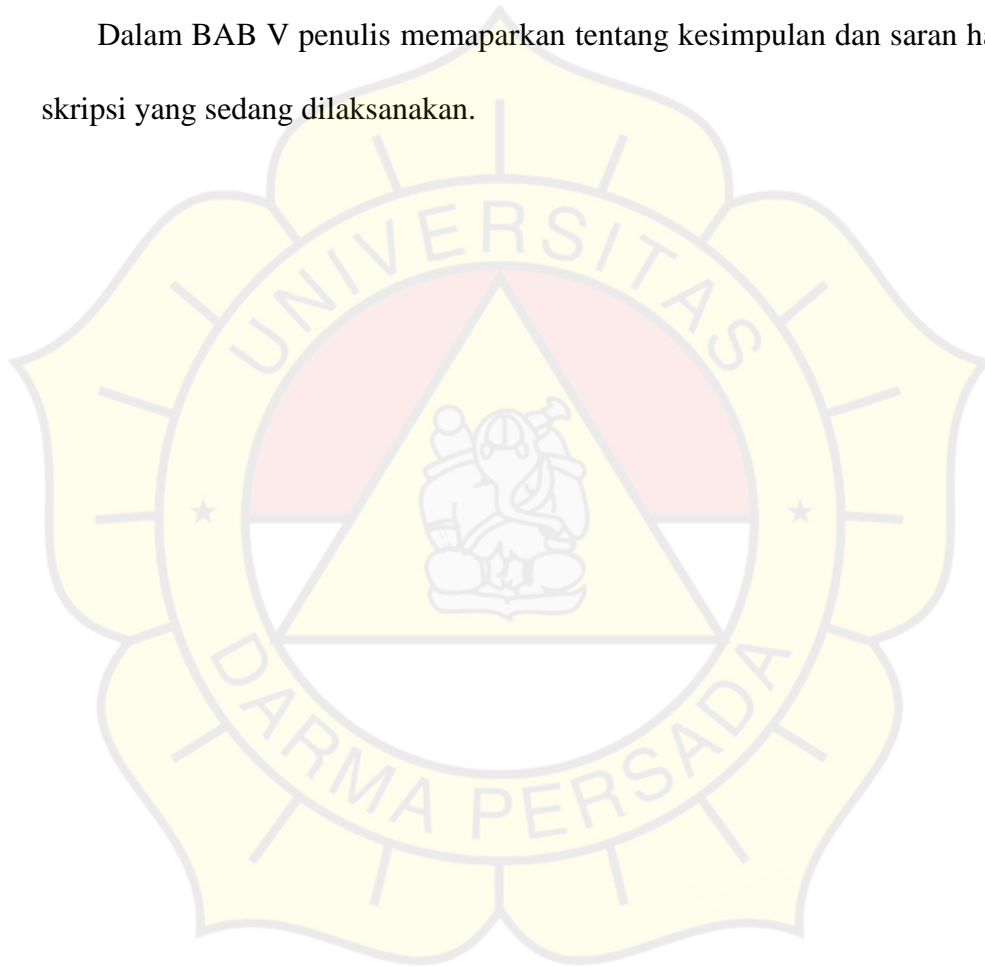 Dalam BAB V penulis memaparkan tentang kesimpulan dan saran
skripsi yang sedang dilaksanakan.
UNIVERSITAS
DARMA PERSADA